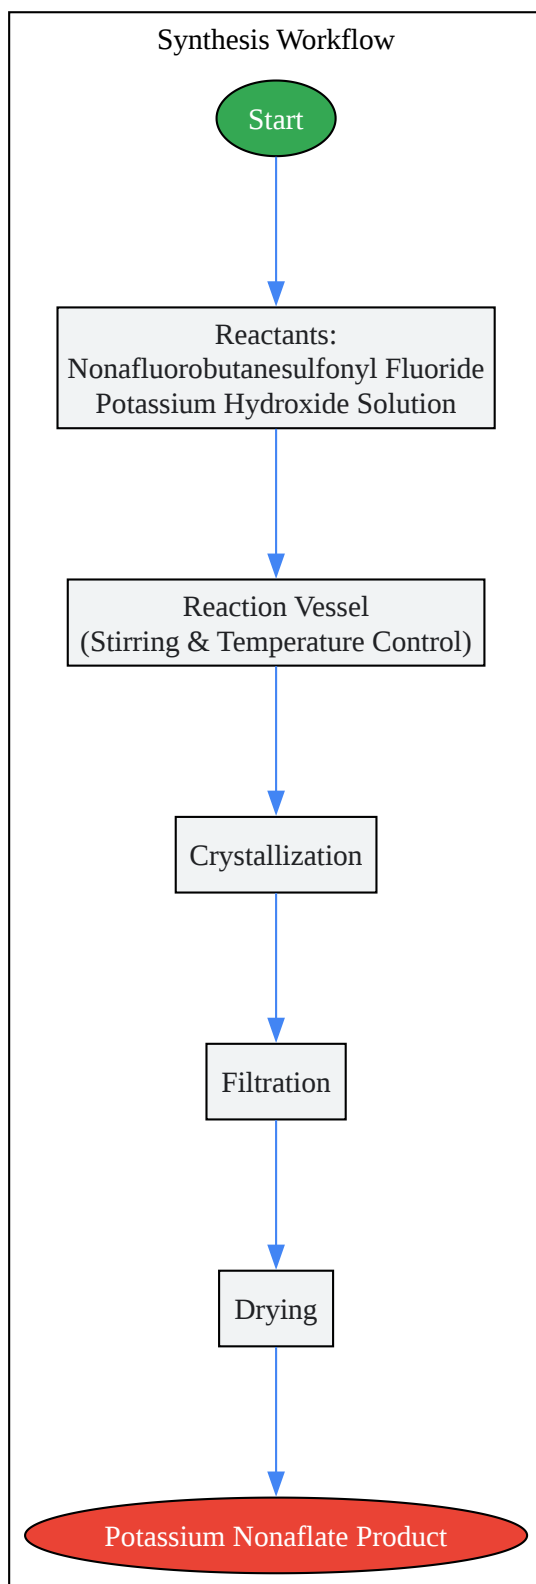 Synthesis Workflow
Start
Reactants:
Nonafluorobutanesulfonyl Fluoride
Potassium Hydroxide Solution
Reaction Vessel
(Stirring & Temperature Control)
Crystallization
Filtration
Drying
Potassium Nonaflate Product